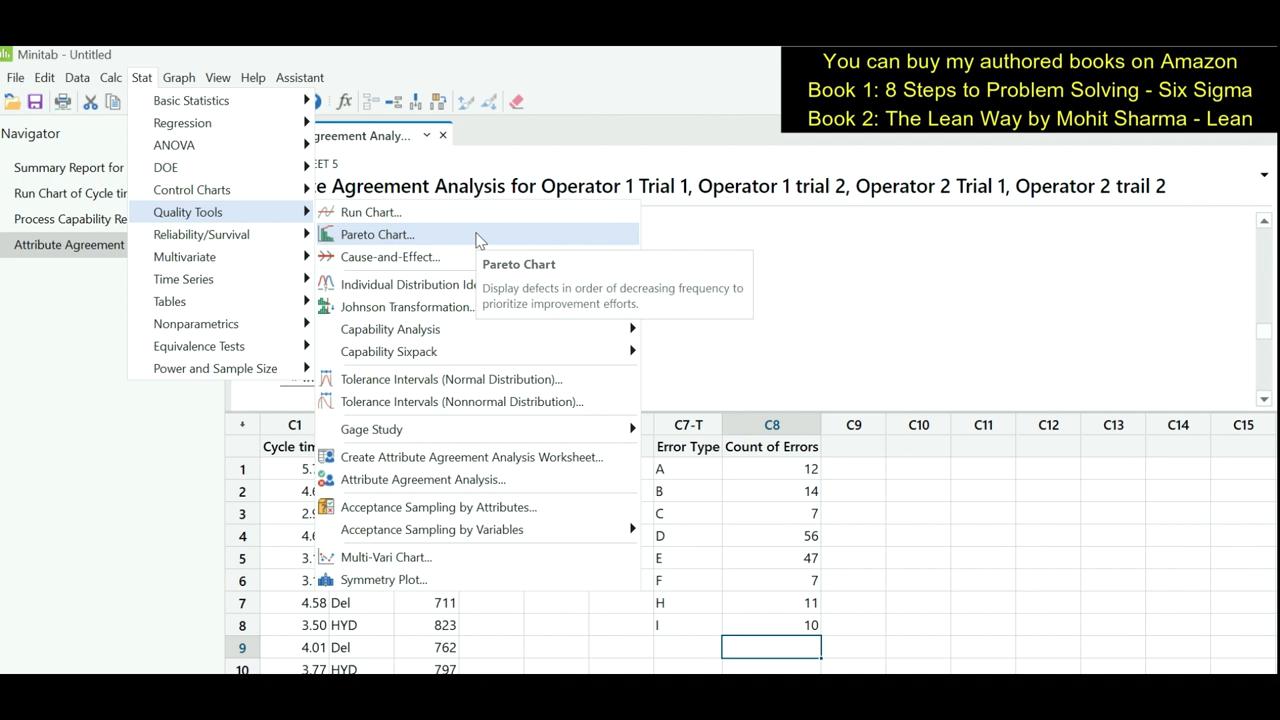 Minitab - Untitled
You can buy my authored books on Amazon
Book 1: 8 Steps to Problem Solving - Six Sigma
Book 2: The Lean Way by Mohit Sharma - Lean
File Edit Data Calc Stat Graph View Help Assistant
Navigator
Summary Report for
Run Chart of Cycle
Process Capability
Attribute Agreement
Basic Statistics
Regression
ANOVA
DOE
Control Charts
Quality Tools
Reliability/Survival
Multivariate
Time Series
Tables
Nonparametrics
Equivalence Tests
Power and Sample Size
Agreement Analysis for Operator 1 Trial 1, Operator 1 trial 2, Operator 2 Trial 1, Operator 2 trail 2
Run Chart...
Pareto Chart...
Cause-and-Effect...
Individual Distribution
Johnson Transformation...
Capability Analysis
Capability Sixpack
Tolerance Intervals (Normal Distribution)...
Tolerance Intervals (Nonnormal Distribution)...
Gage Study
Create Attribute Agreement Analysis Worksheet...
Attribute Agreement Analysis...
Acceptance Sampling by Attributes...
Acceptance Sampling by Variables
Multi-Vari Chart...
Symmetry Plot...
Pareto Chart
Display defects in order of decreasing frequency to
prioritize improvement efforts.
C1 C7-T C8 C9 C10 C11 C12 C13 C14 C15
Cycle Error Type Count of Errors
1 A 12
2 B 14
3 C 7
4 D 56
5 E 47
6 F 7
7 4.58 Del 711 H 11
8 3.50 HYD 823 I 10
9 4.01 Del 762
10 3.77 HYD 797